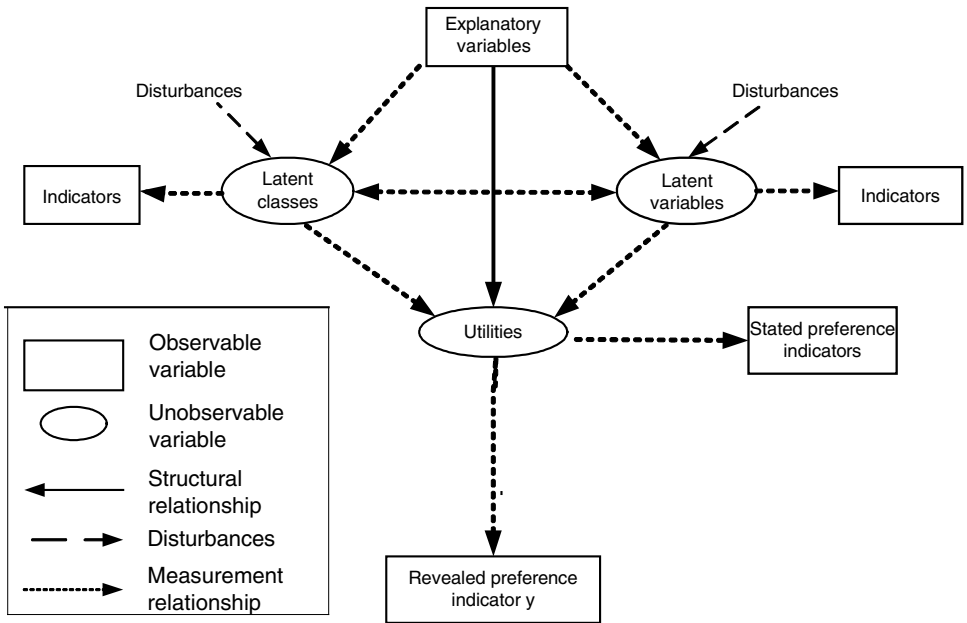 Explanatory
variables
Disturbances
Disturbances
Indicators
Latent
classes
Latent
variables
Indicators
Utilities
Stated preference
indicators
Observable
variable
Unobservable
variable
Structural
relationship
Disturbances
Measurement
relationship
Revealed preference
indicator y